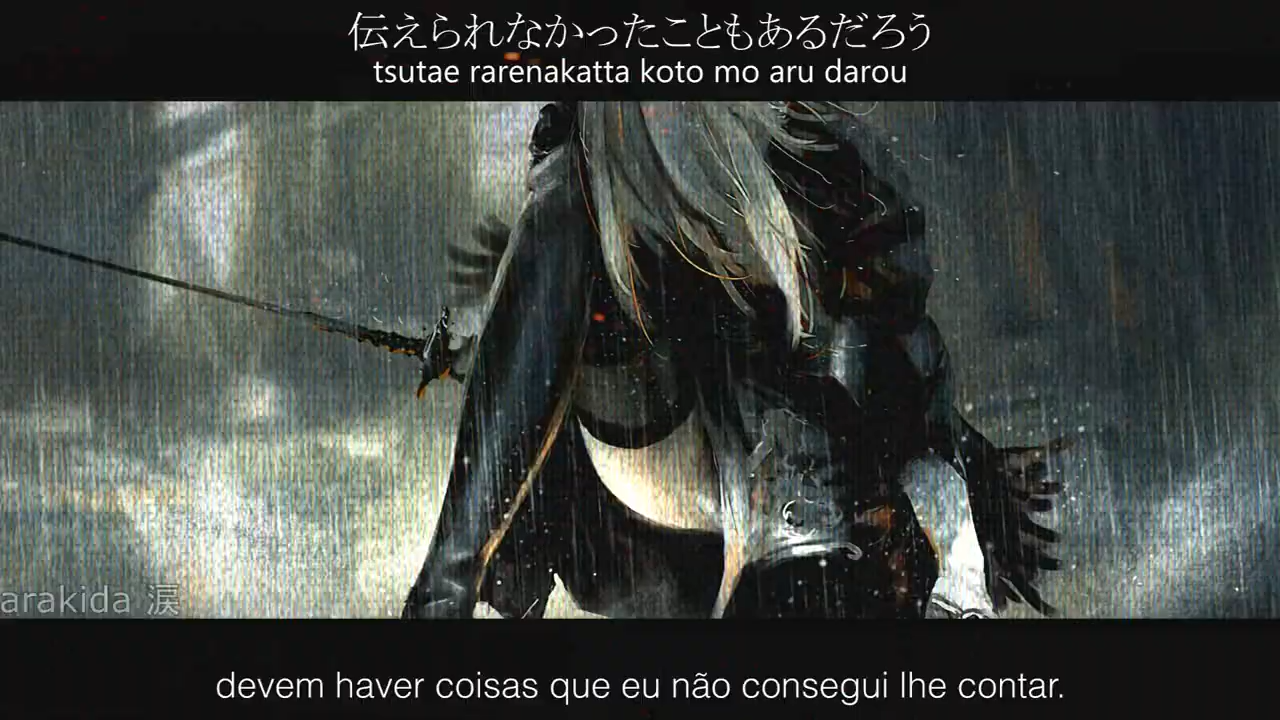 伝えられなかったこともあるだろう
tsutae rarenakatta koto mo aru darou
arakida 涙
devem haver coisas que eu não consegui lhe contar.